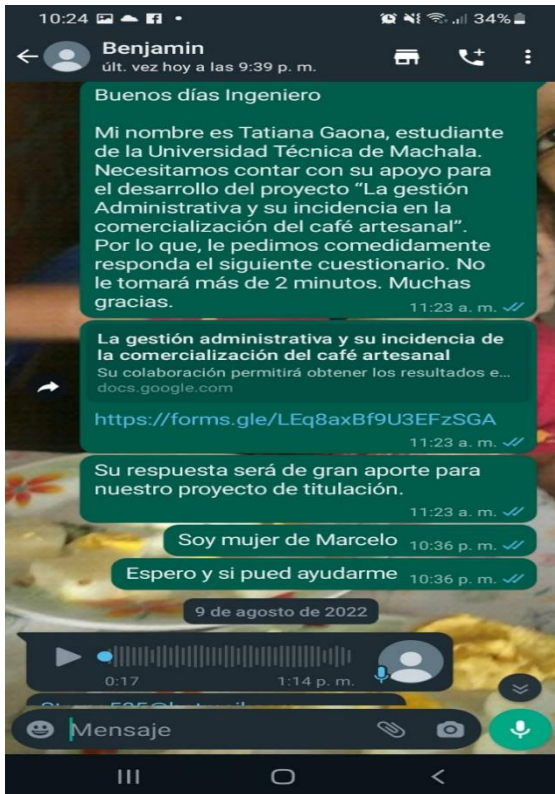 10:24
34%
Benjamin
últ. vez hoy a las 9:39 p. m.
Buenos días Ingeniero
Mi nombre es Tatiana Gaona, estudiante
de la Universidad Técnica de Machala.
Necesitamos contar con su apoyo para
el desarrollo del proyecto “La gestión
Administrativa y su incidencia en la
comercialización del café artesanal”.
Por lo que, le pedimos comedidamente
responda el siguiente cuestionario. No
le tomará más de 2 minutos. Muchas
gracias.
11:23 a. m.
La gestión administrativa y su incidencia de
la comercialización del café artesanal
Su colaboración permitirá obtener los resultados e...
docs.google.com
https://forms.gle/LEq8axBf9U3EFzSGA
11:23 a. m.
Su respuesta será de gran aporte para
nuestro proyecto de titulación.
11:23 a. m.
Soy mujer de Marcelo 10:36 p. m.
Espero y si pued ayudarme 10:36 p. m.
9 de agosto de 2022
0:17 1:14 p. m.
Mensaje